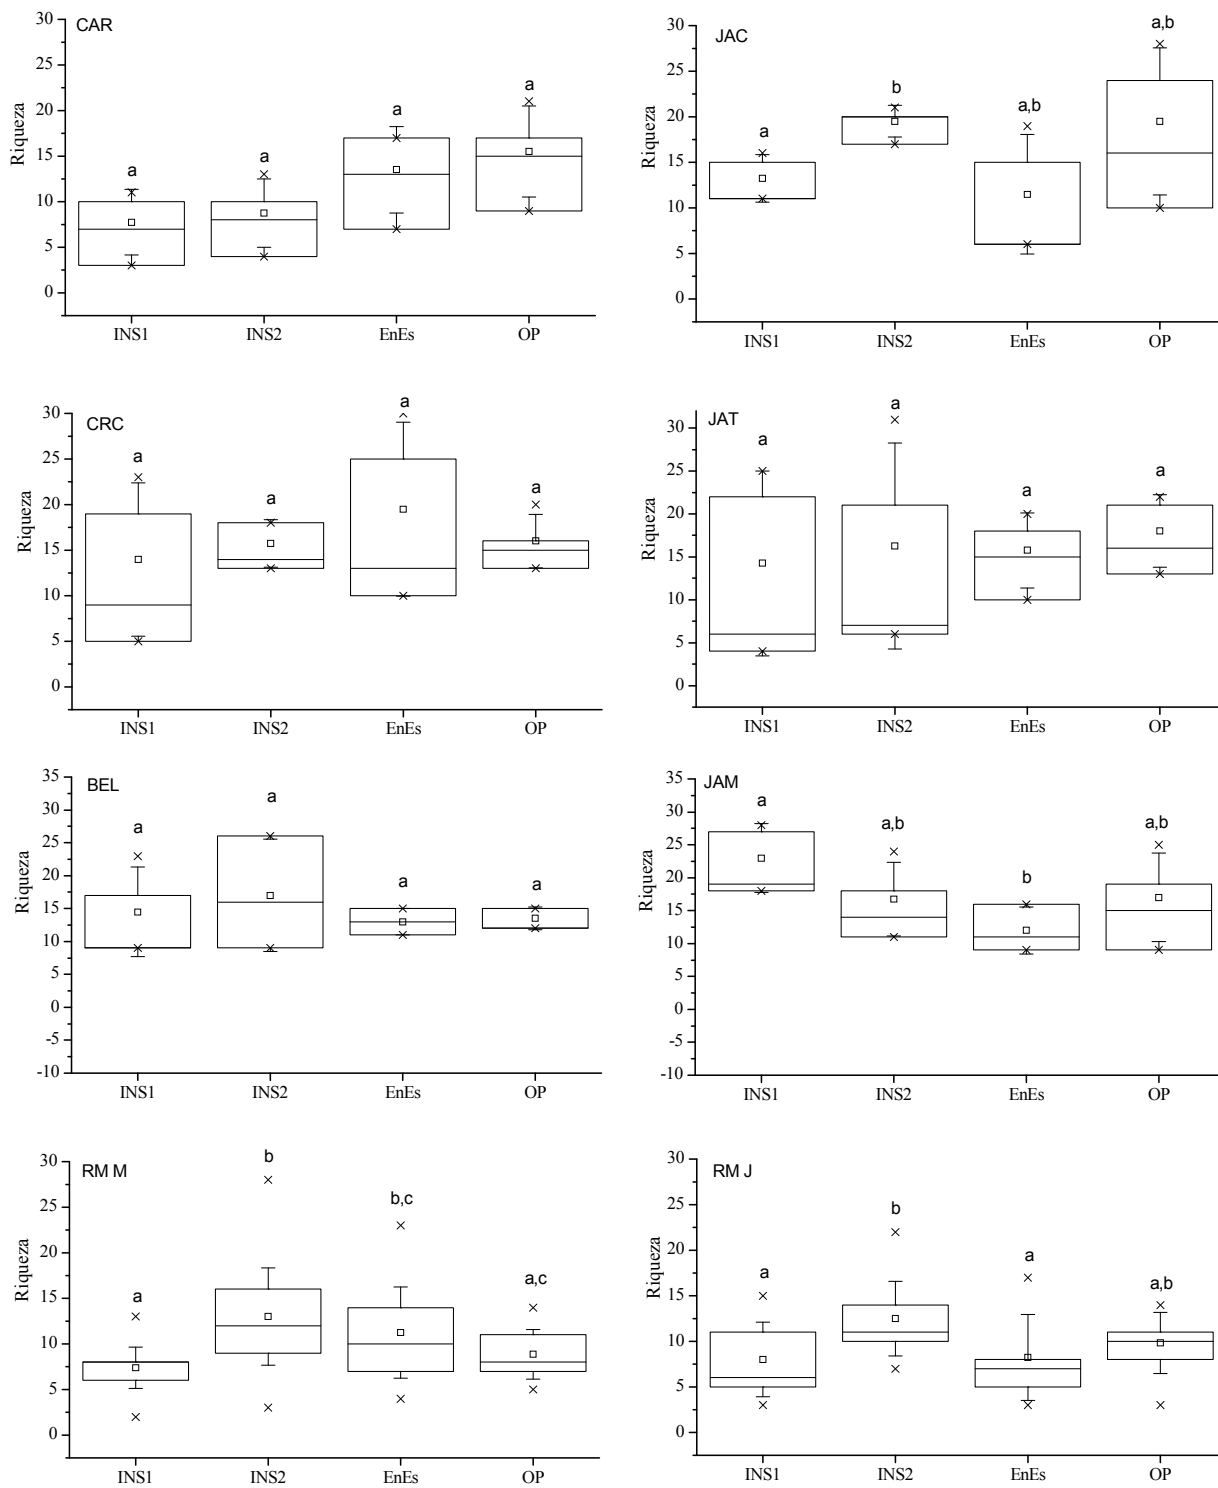 CAR
a
a
a
a
30
25
20
15
10
5
0
Riqueza
INS1
INS2
EnEs
OP
JAC
a
b
a,b
a,b
30
25
20
15
10
5
0
Riqueza
INS1
INS2
EnEs
OP
CRC
a
a
a
a
30
25
20
15
10
5
0
Riqueza
INS1
INS2
EnEs
OP
JAT
a
a
a
a
30
25
20
15
10
5
0
Riqueza
INS1
INS2
EnEs
OP
BEL
a
a
a
a
35
30
25
20
15
10
5
0
-5
-10
Riqueza
INS1
INS2
EnEs
OP
JAM
a
a,b
b
a,b
35
30
25
20
15
10
5
0
-5
-10
Riqueza
INS1
INS2
EnEs
OP
RM M
a
b
b,c
a,c
30
25
20
15
10
5
0
Riqueza
INS1
INS2
EnEs
OP
RM J
a
b
a
a,b
30
25
20
15
10
5
0
Riqueza
INS1
INS2
EnEs
OP